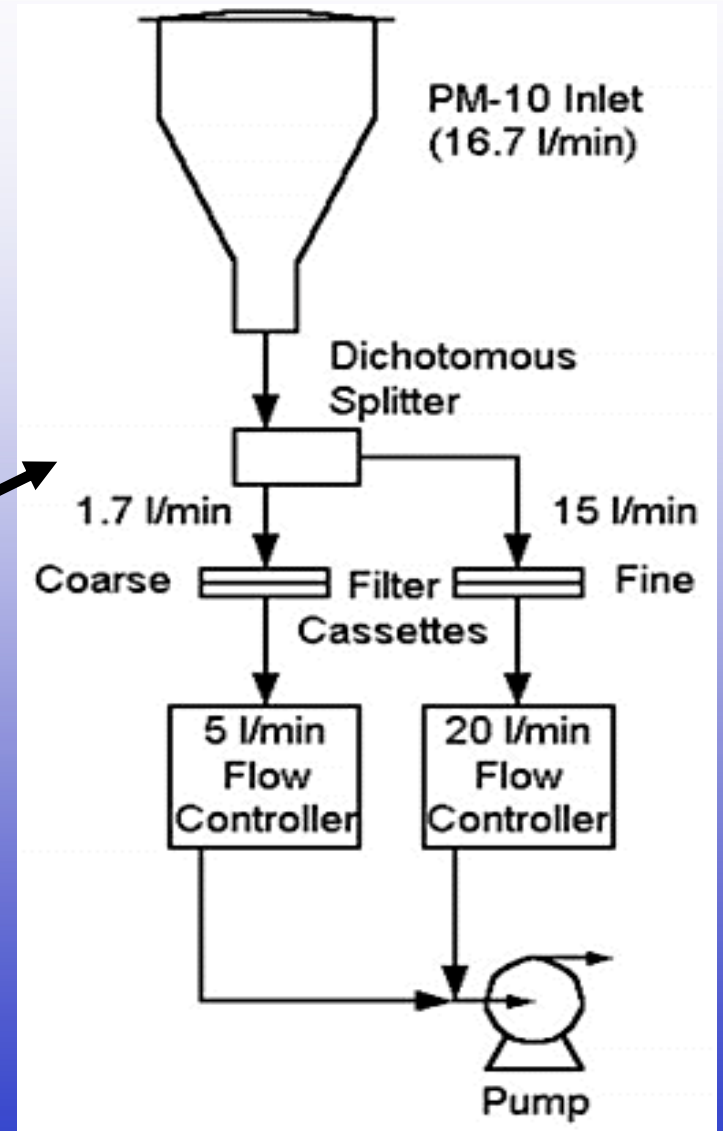 PM-10 Inlet
(16.7 l/min)
Dichotomous
Splitter
1.7 l/min
15 l/min
Coarse
Filter
Cassettes
Fine
5 l/min
Flow
Controller
20 l/min
Flow
Controller
Pump